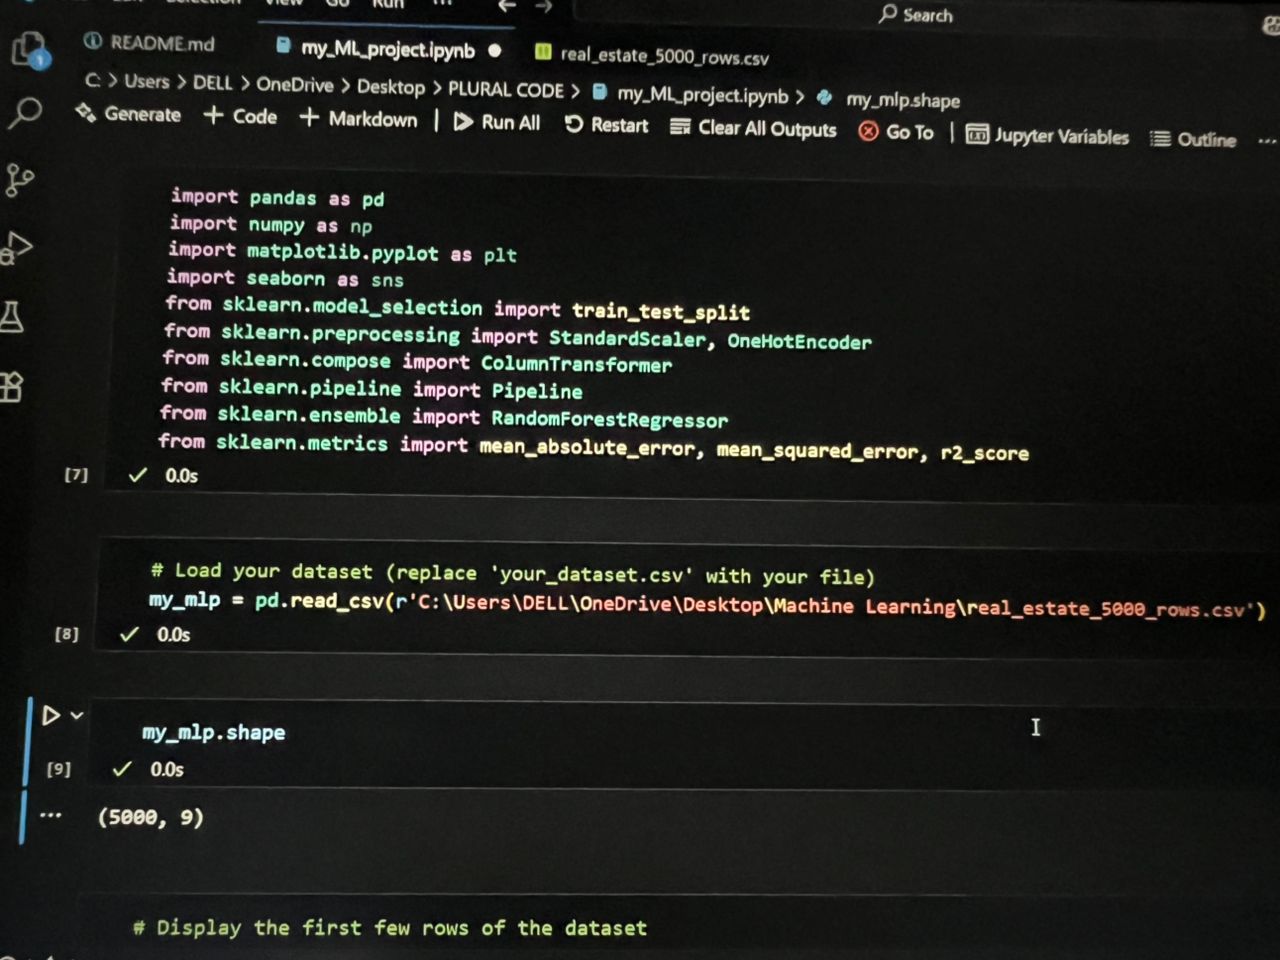 View Go Run ...
Search
README.md my_ML_project.ipynb real_estate_5000_rows.csv
1
C: > Users > DELL > OneDrive > Desktop > PLURAL CODE > my_ML_project.ipynb > my_mlp.shape
Generate + Code + Markdown | Run All Restart Clear All Outputs Go To | Jupyter Variables Outline ...
import pandas as pd
import numpy as np
import matplotlib.pyplot as plt
import seaborn as sns
from sklearn.model_selection import train_test_split
from sklearn.preprocessing import StandardScaler, OneHotEncoder
from sklearn.compose import ColumnTransformer
from sklearn.pipeline import Pipeline
from sklearn.ensemble import RandomForestRegressor
from sklearn.metrics import mean_absolute_error, mean_squared_error, r2_score
[7] ✓ 0.0s
# Load your dataset (replace 'your_dataset.csv' with your file)
my_mlp = pd.read_csv(r'C:\Users\DELL\OneDrive\Desktop\Machine Learning\real_estate_5000_rows.csv')
[8] ✓ 0.0s
my_mlp.shape
[9] ✓ 0.0s
... (5000, 9)
# Display the first few rows of the dataset